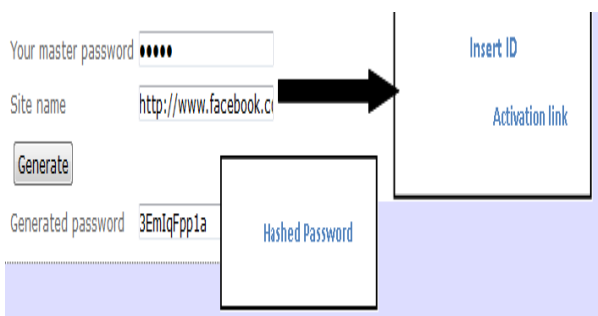 Your master password •••••
Site name http://www.facebook.c
Generate
Generated password 3EmIqFpp1a
Hashed Password
Insert ID
Activation link